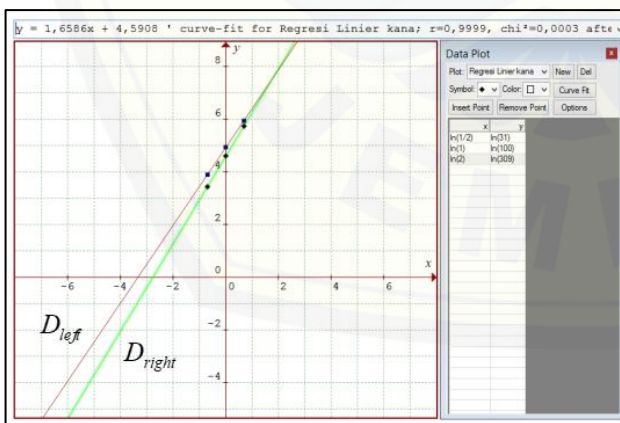 y = 1,6586x + 4,5908 ' curve-fit for Regresi Linier kana; r=0,9999, chi²=0,0003 afte
Data Plot
x
Plot: Regresi Linier kana New Del
Symbol: Color: Curve Fit
Insert Point Remove Point Options
x y
ln(1/2) ln(31)
ln(1) ln(100)
ln(2) ln(309)
8
y
6
4
2
x
-6 -4 -2 0 2 4 6
0
-2
-4
D left
D right